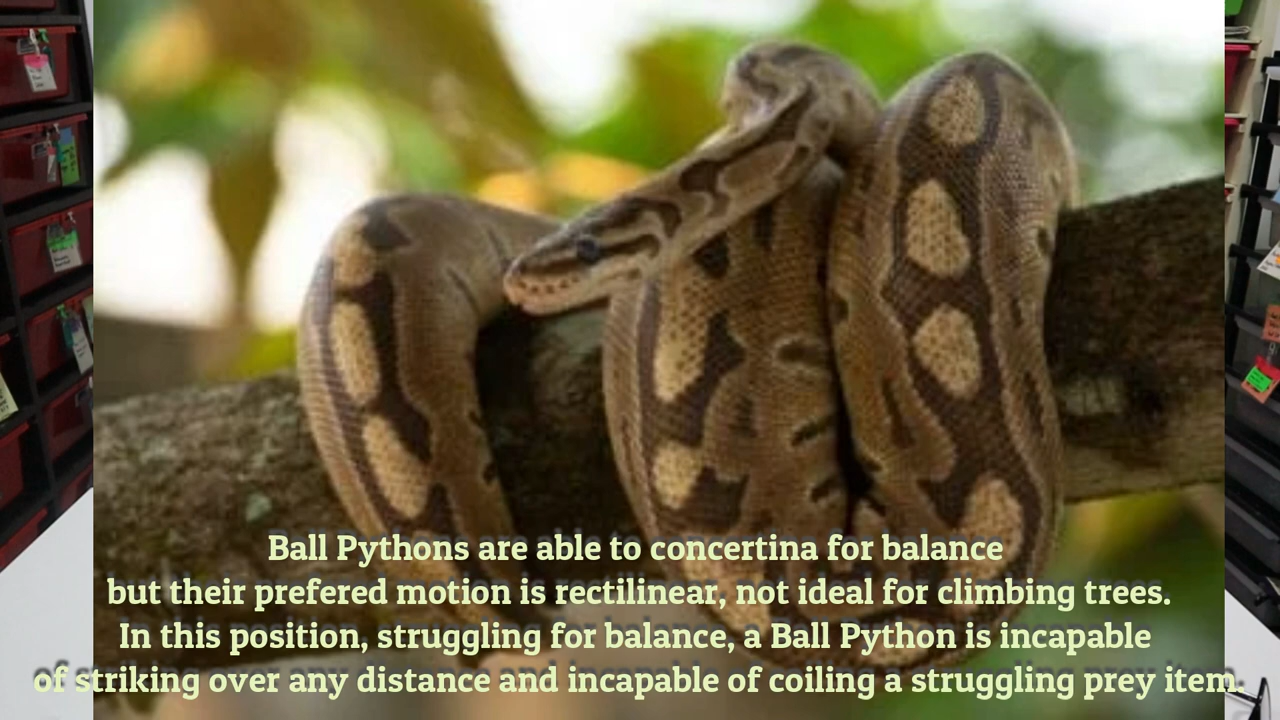 Ball Pythons are able to concertina for balance
but their prefered motion is rectilinear, not ideal for climbing trees.
In this position, struggling for balance, a Ball Python is incapable
of striking over any distance and incapable of coiling a struggling prey item.